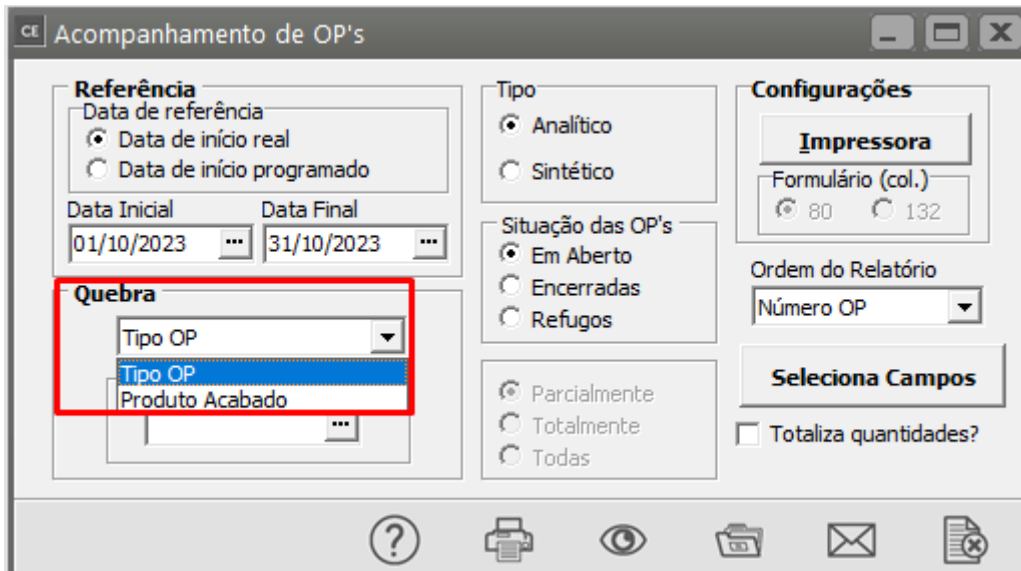 CE Acompanhamento de OP's
Referência
Data de referência
Data de início real
Data de início programado
Data Inicial Data Final
01/10/2023 ... 31/10/2023 ...
Quebra
Tipo OP
Tipo OP
Produto Acabado
...
Tipo
Analítico
Sintético
Situação das OP's
Em Aberto
Encerradas
Refugos
Parcialmente
Totalmente
Todas
Configurações
Impressora
Formulário (col.)
80 132
Ordem do Relatório
Número OP
Seleciona Campos
Totaliza quantidades?
?